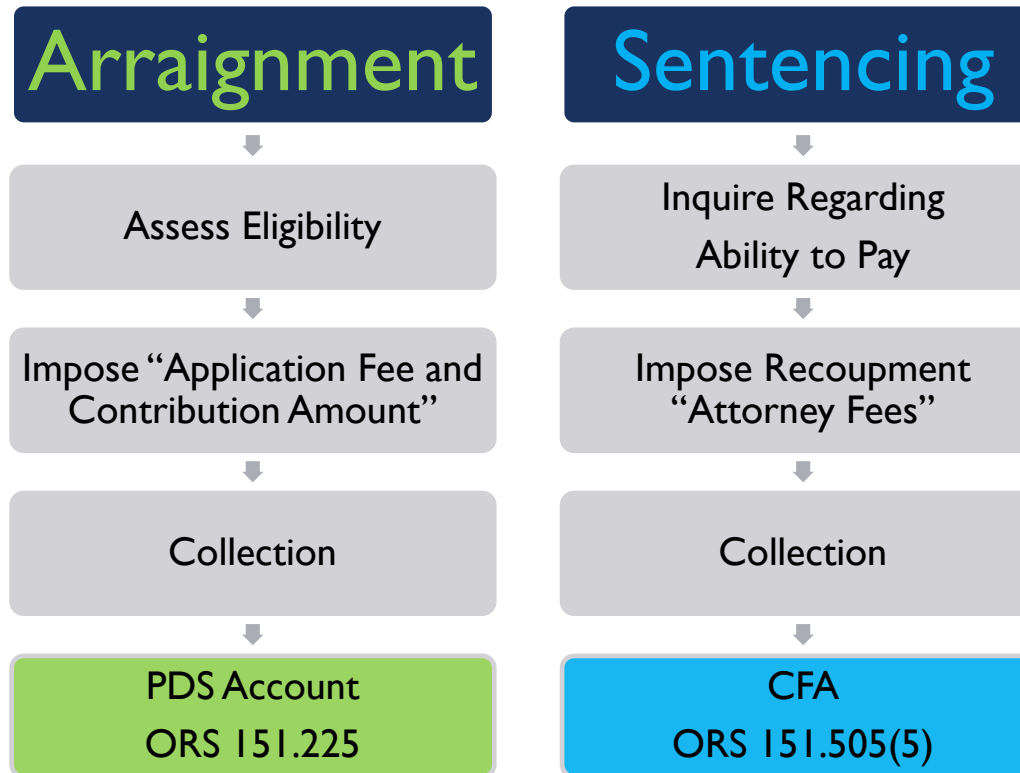 Arraignment
Assess Eligibility
Impose “Application Fee and
Contribution Amount”
Collection
PDS Account
ORS 151.225
Sentencing
Inquire Regarding
Ability to Pay
Impose Recoupment
“Attorney Fees”
Collection
CFA
ORS 151.505(5)